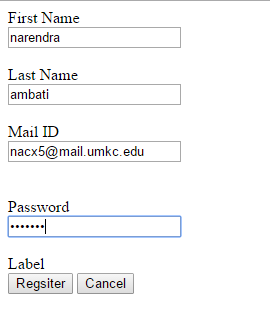 First Name
narendra
Last Name
ambati
Mail ID
nacx5@mail.umkc.edu
Password
•••••••
Label
Regsiter Cancel